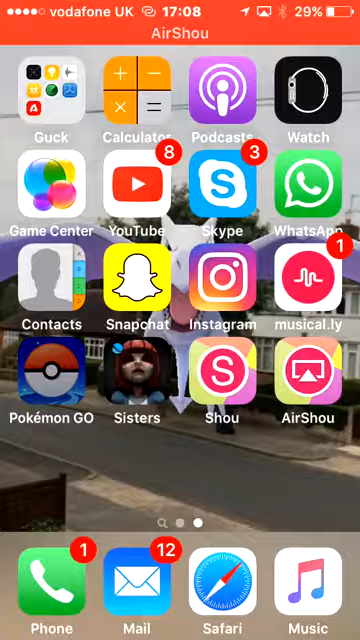 vodafone UK 17:08 29%
AirShou
Guck Calculator Podcasts Watch
8 3
Game Center YouTube Skype WhatsApp
1
Contacts Snapchat Instagram musical.ly
S
Pokémon GO Sisters Shou AirShou
1 12
Phone Mail Safari Music